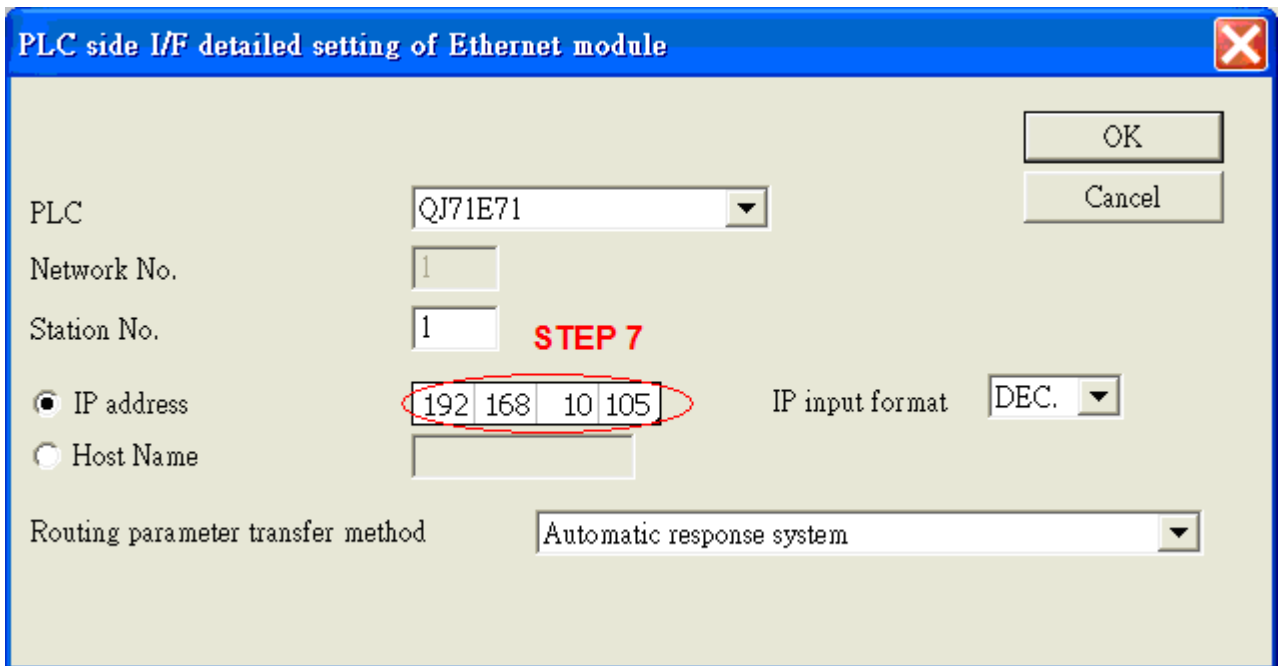 PLC side I/F detailed setting of Ethernet module
OK
Cancel
PLC
QJ71E71
Network No.
1
Station No.
1
STEP 7
IP address
192 168 10 105
IP input format
DEC.
Host Name
Routing parameter transfer method
Automatic response system